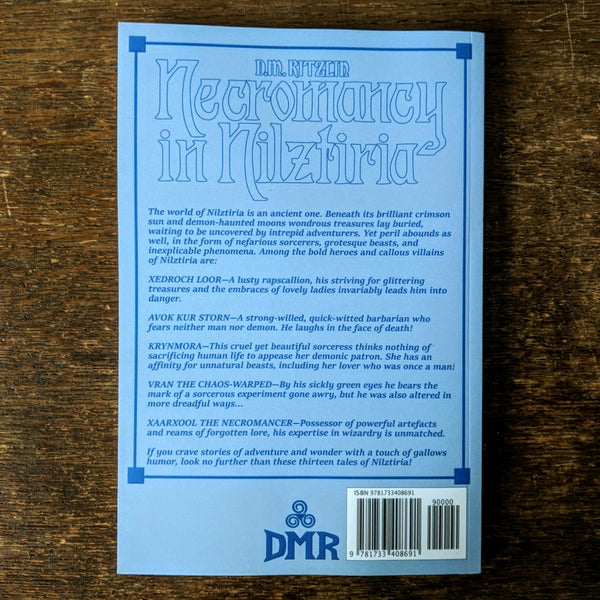 D.M. RITZLIN
Necromancy
in Nilztiria
The world of Nilztiria is an ancient one. Beneath its brilliant crimson
sun and demon-haunted moons wondrous treasures lay buried,
waiting to be uncovered by intrepid adventurers. Yet peril abounds as
well, in the form of nefarious sorcerers, grotesque beasts, and
inexplicable phenomena. Among the bold heroes and callous villains
of Nilztiria are:
XEDROCH LOOR—A lusty rapscallion, his striving for glittering
treasures and the embraces of lovely ladies invariably leads him into
danger.
AVOK KUR STORN—A strong-willed, quick-witted barbarian who
fears neither man nor demon. He laughs in the face of death!
KRYNMORA—This cruel yet beautiful sorceress thinks nothing of
sacrificing human life to appease her demonic patron. She has an
affinity for unnatural beasts, including her lover who was once a man!
VRAN THE CHAOS-WARPED—By his sickly green eyes he bears the
mark of a sorcerous experiment gone awry, but he was also altered in
more dreadful ways...
XAARXOOL THE NECROMANCER—Possessor of powerful artefacts
and reams of forgotten lore, his expertise in wizardry is unmatched.
If you crave stories of adventure and wonder with a touch of gallows
humor, look no further than these thirteen tales of Nilztiria!
ISBN 9781733408691
90000
9 781733 408691
DMR